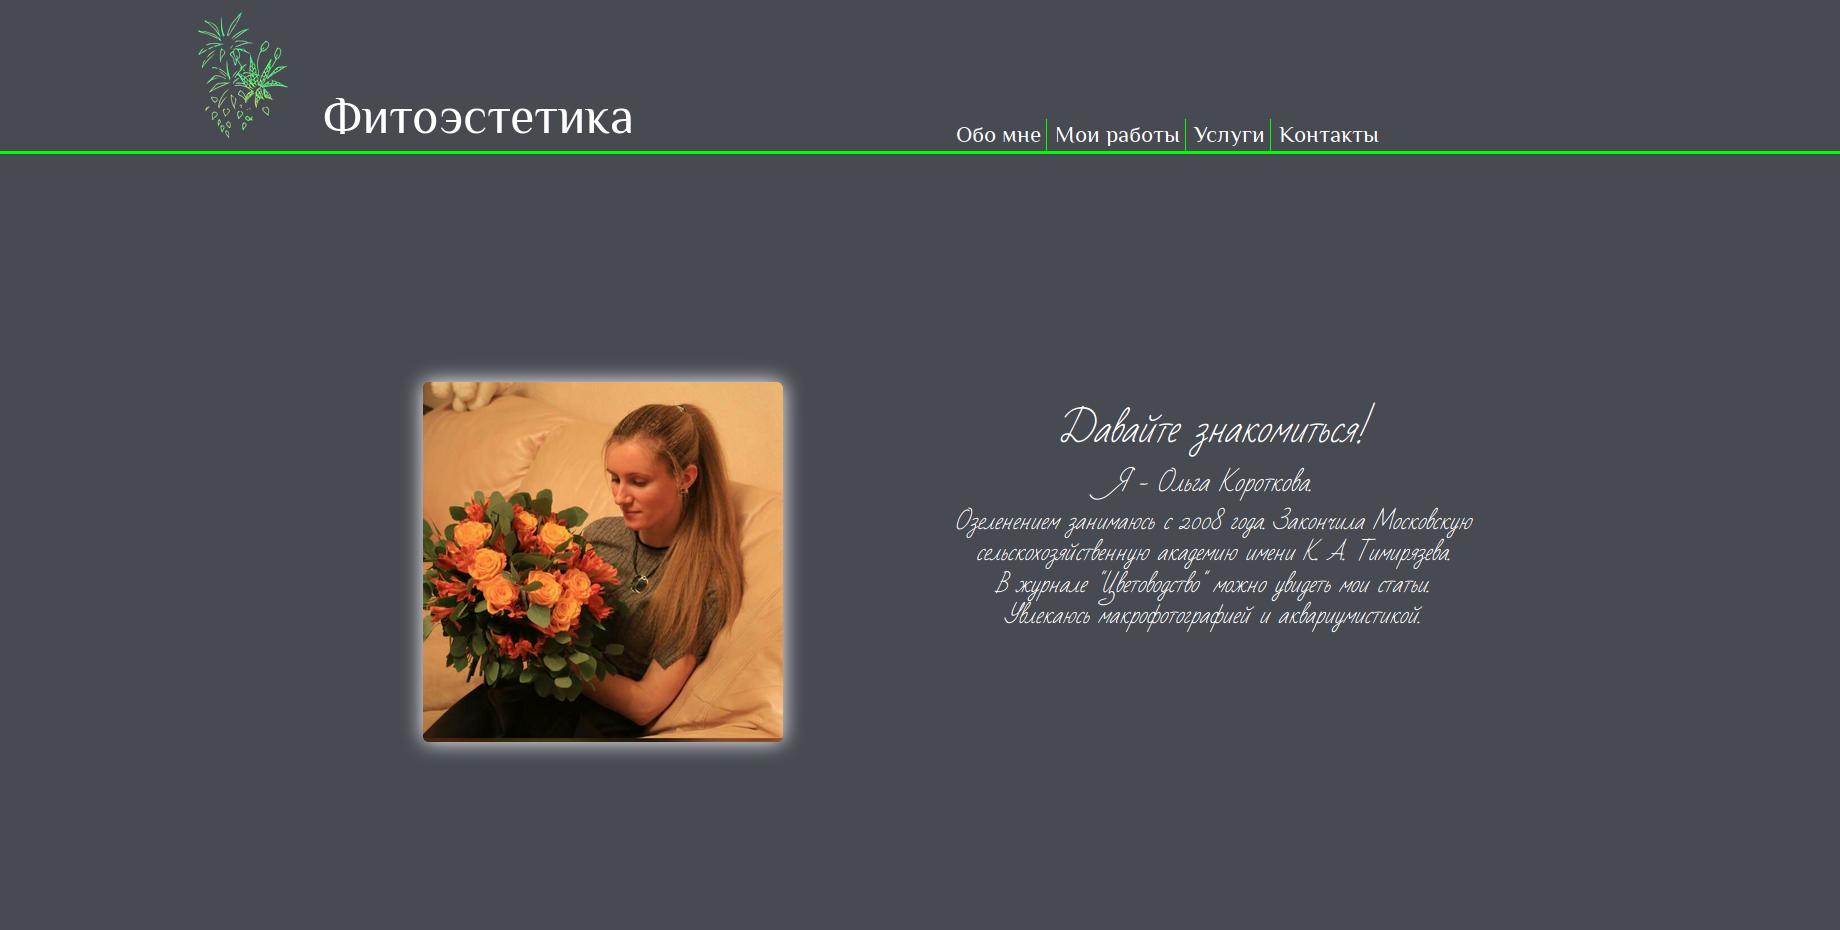 Фитоэстетика
Обо мне Мои работы Услуги Контакты
Давайте знакомиться!
Я - Ольга Короткова.
Озеленением занимаюсь с 2008 года. Закончила Московскую
сельскохозяйственную академию имени К. А. Тимирязева.
В журнале "Цветоводство" можно увидеть мои статьи.
Увлекаюсь макрофотографией и аквариумистикой.